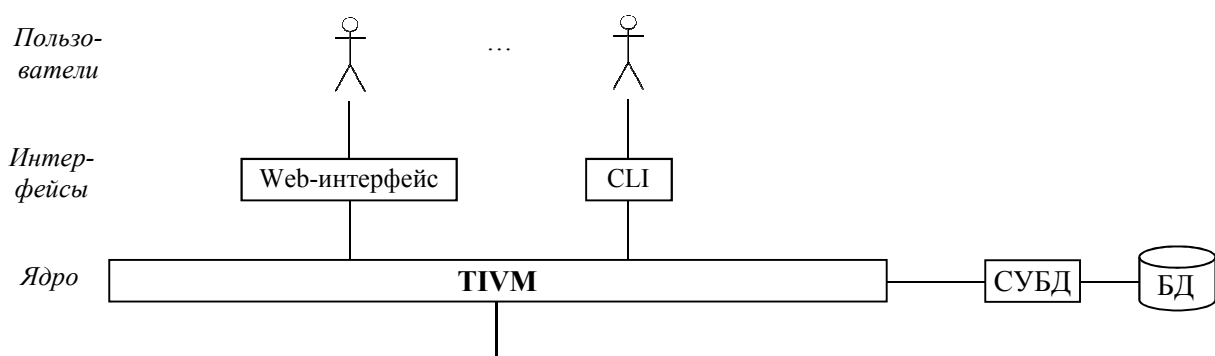 Пользо-
ватели
...
Интер-
фейсы
Web-интерфейс
CLI
Ядро
TIVM
СУБД
БД